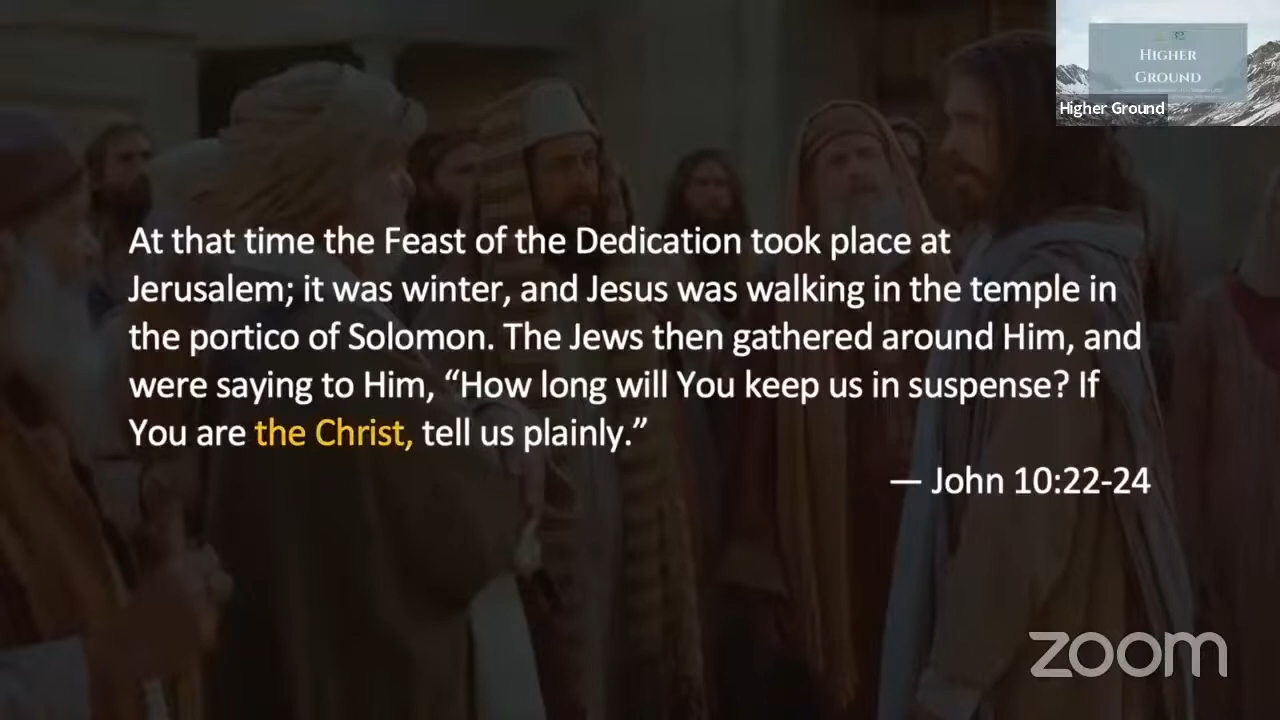 HIGHER
GROUND
Higher Ground
At that time the Feast of the Dedication took place at
Jerusalem; it was winter, and Jesus was walking in the temple in
the portico of Solomon. The Jews then gathered around Him, and
were saying to Him, “How long will You keep us in suspense? If
You are the Christ, tell us plainly.”
— John 10:22-24
zoom